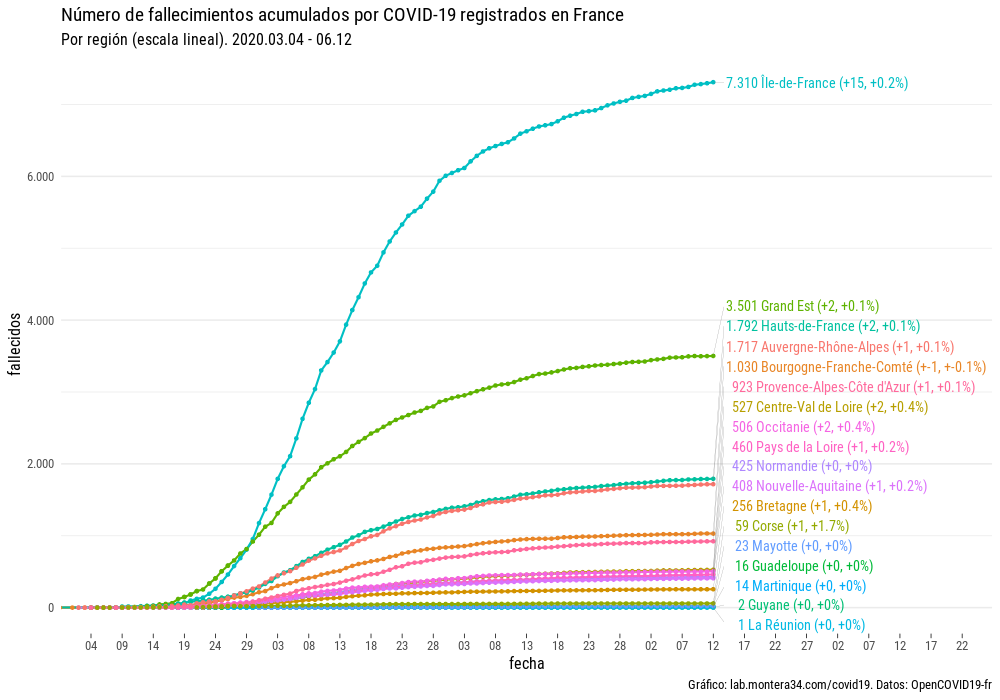 Número de fallecimientos acumulados por COVID-19 registrados en France
Por región (escala lineal). 2020.03.04 - 06.12
7.310 Île-de-France (+15, +0.2%)
6.000
3.501 Grand Est (+2, +0.1%)
4.000
1.792 Hauts-de-France (+2, +0.1%)
1.717 Auvergne-Rhône-Alpes (+1, +0.1%)
1.030 Bourgogne-Franche-Comté (+-1, +-0.1%)
923 Provence-Alpes-Côte d'Azur (+1, +0.1%)
527 Centre-Val de Loire (+2, +0.4%)
506 Occitanie (+2, +0.4%)
460 Pays de la Loire (+1, +0.2%)
2.000
425 Normandie (+0, +0%)
408 Nouvelle-Aquitaine (+1, +0.2%)
256 Bretagne (+1, +0.4%)
59 Corse (+1, +1.7%)
23 Mayotte (+0, +0%)
16 Guadeloupe (+0, +0%)
14 Martinique (+0, +0%)
2 Guyane (+0, +0%)
0
1 La Réunion (+0, +0%)
fallecidos
04 09 14 19 24 29 03 08 13 18 23 28 03 08 13 18 23 28 02 07 12 17 22 27 02 07 12 17 22
fecha
Gráfico: lab.montera34.com/covid19. Datos: OpenCOVID19-fr